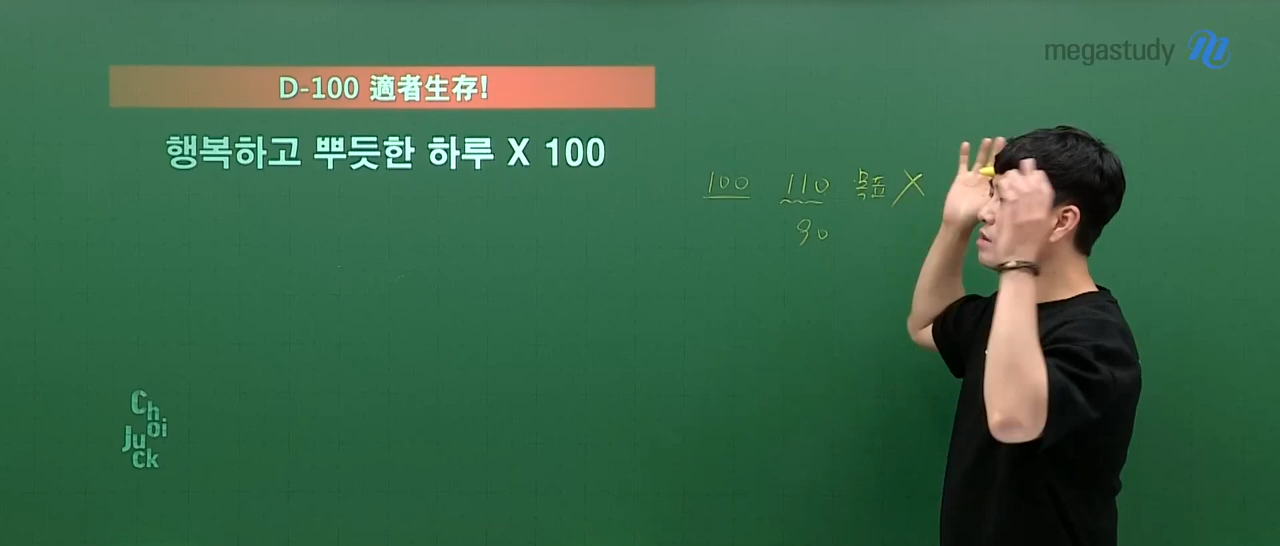 megastudy
D-100 適者生存!
행복하고 뿌듯한 하루 X 100
100 110 목표 X
90
Choi
Juck